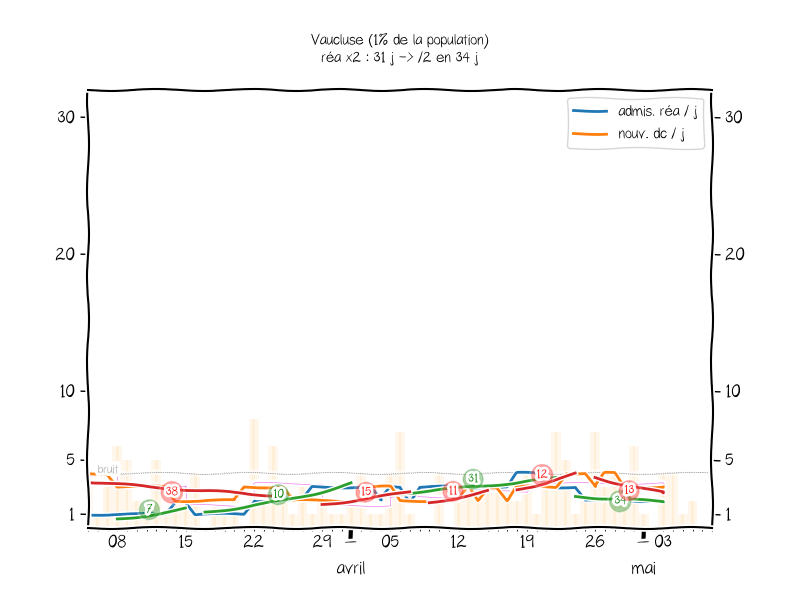 Vaucluse (1% de la population)
réa x2 : 31 j -> /2 en 34 j
admis. réa / j
nouv. dc / j
30 30
20 20
10 10
5 5
1 1
bruit
7 38 10 15 11 31 12 34 13
08 15 22 29 05 12 19 26 03
avril mai